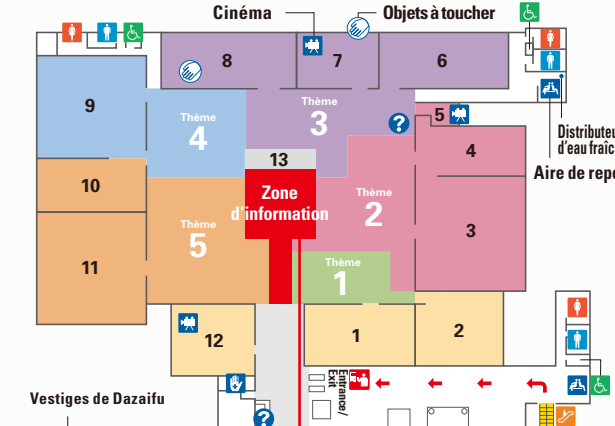 Cinéma
Objets à toucher
8
7
6
9
Thème
4
Thème
3
?
5
4
Distributeu
d'eau fraîc
Aire de repo
13
10
Zone
d'information
Thème
2
3
Thème
5
11
Thème
1
12
1
2
Entrance /
Exit
Vestiges de Dazaifu
?